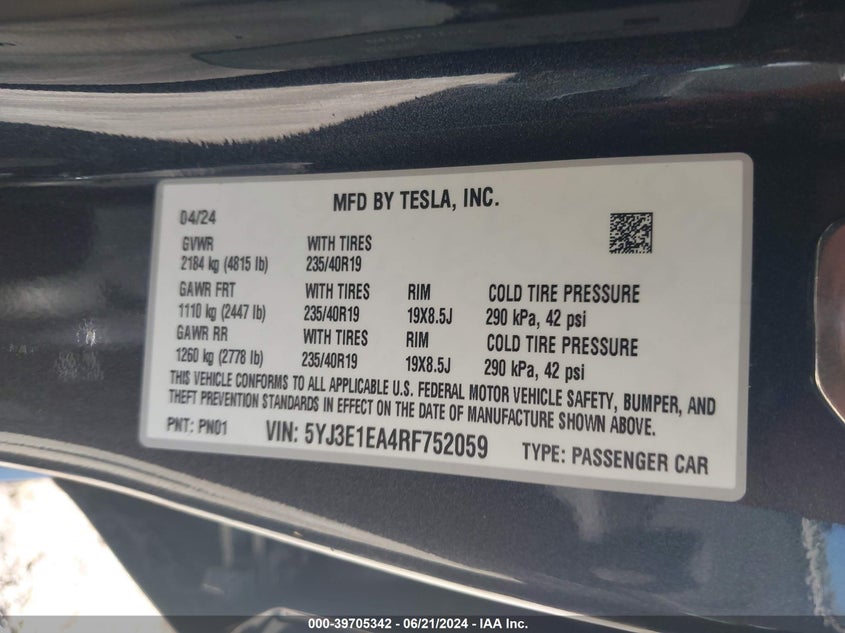 MFD BY TESLA, INC.
04/24
GVWR WITH TIRES
2184 kg (4815 lb) 235/40R19
GAWR FRT WITH TIRES RIM COLD TIRE PRESSURE
1110 kg (2447 lb) 235/40R19 19X8.5J 290 kPa, 42 psi
GAWR RR WITH TIRES RIM COLD TIRE PRESSURE
1260 kg (2778 lb) 235/40R19 19X8.5J 290 kPa, 42 psi
THIS VEHICLE CONFORMS TO ALL APPLICABLE U.S. FEDERAL MOTOR VEHICLE SAFETY, BUMPER, AND
THEFT PREVENTION STANDARDS IN EFFECT ON THE DATE OF MANUFACTURE SHOWN ABOVE.
PNT: PN01 VIN: 5YJ3E1EA4RF752059 TYPE: PASSENGER CAR
000-39705342 - 06/21/2024 - IAA Inc.